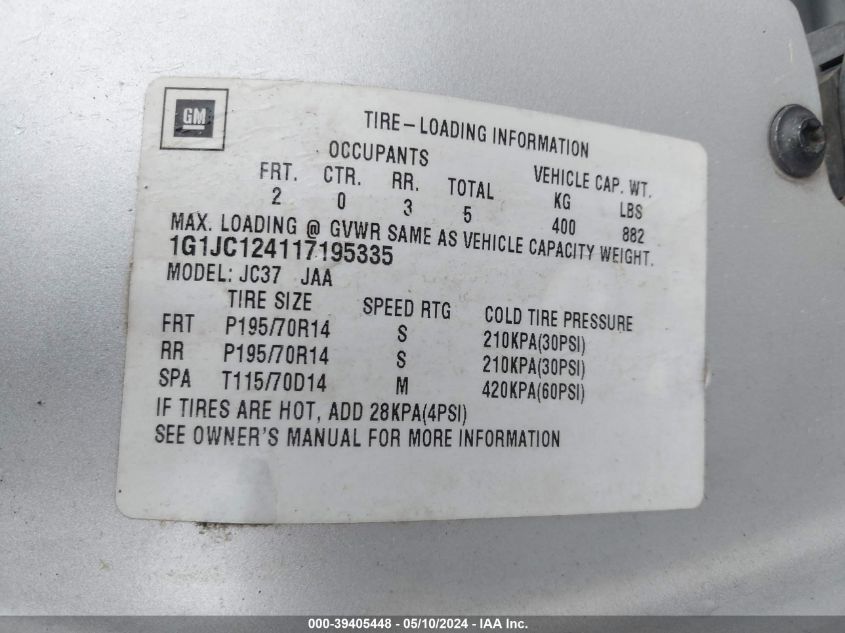 GM
TIRE-LOADING INFORMATION
OCCUPANTS VEHICLE CAP. WT.
FRT. CTR. RR. TOTAL KG LBS
2 0 3 5 400 882
MAX. LOADING @ GVWR SAME AS VEHICLE CAPACITY WEIGHT.
1G1JC124117195335
MODEL: JC37 JAA
TIRE SIZE SPEED RTG COLD TIRE PRESSURE
FRT P195/70R14 S 210KPA(30PSI)
RR P195/70R14 S 210KPA(30PSI)
SPA T115/70D14 M 420KPA(60PSI)
IF TIRES ARE HOT, ADD 28KPA(4PSI)
SEE OWNER'S MANUAL FOR MORE INFORMATION
000-39405448 - 05/10/2024 - IAA Inc.